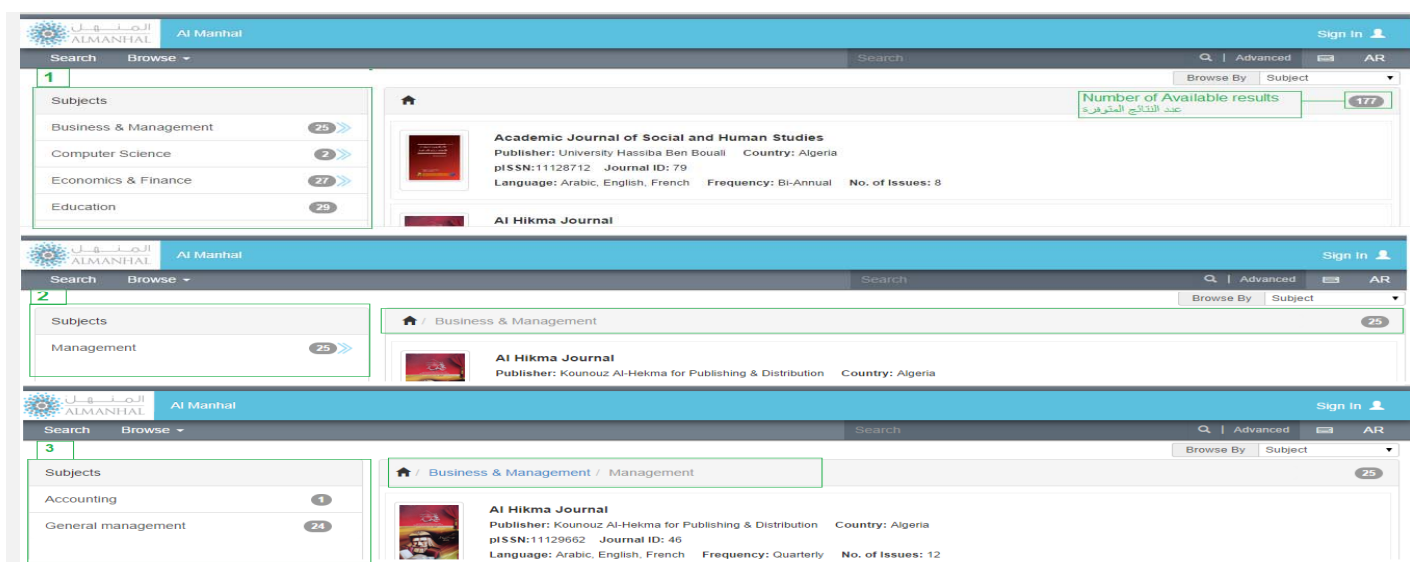 المنهل
ALMANHAL
Al Manhal
Sign In
Search Browse
Search
| Advanced
AR
1
Browse By Subject
Subjects
Number of Available results
عدد النتائج المتوفرة
177
Business & Management 25
Academic Journal of Social and Human Studies
Computer Science 2
Publisher: University Hassiba Ben Bouali Country: Algeria
pISSN:11128712 Journal ID: 79
Economics & Finance 27
Language: Arabic, English, French Frequency: Bi-Annual No. of Issues: 8
Education 29
Al Hikma Journal
المنهل
ALMANHAL
Al Manhal
Sign In
Search Browse
Search
| Advanced
AR
2
Browse By Subject
Subjects
/ Business & Management
25
Management 25
Al Hikma Journal
Publisher: Kounouz Al-Hekma for Publishing & Distribution Country: Algeria
المنهل
ALMANHAL
Al Manhal
Sign In
Search Browse
Search
| Advanced
AR
3
Browse By Subject
Subjects
/ Business & Management / Management
25
Accounting 1
Al Hikma Journal
General management 24
Publisher: Kounouz Al-Hekma for Publishing & Distribution Country: Algeria
pISSN:11129662 Journal ID: 46
Language: Arabic, English, French Frequency: Quarterly No. of Issues: 12